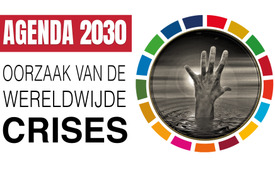 AGENDA 2030
OORZAAK VAN DE
WERELDWIJDE
CRISES